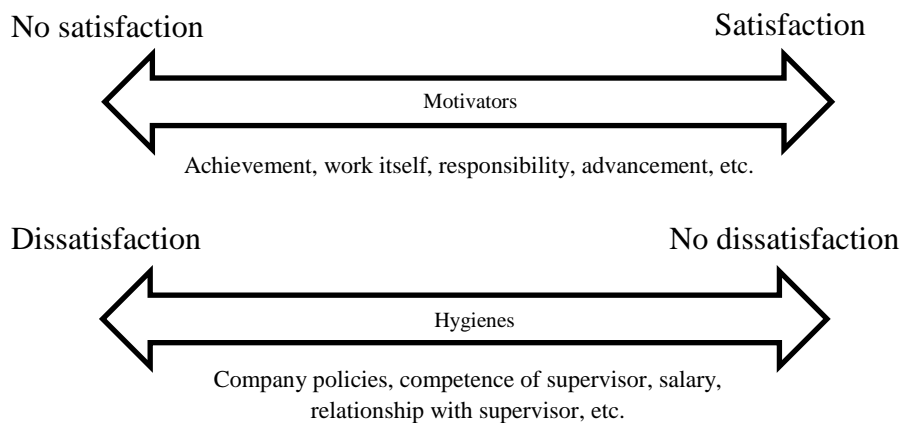 No satisfaction
Satisfaction
Motivators
Achievement, work itself, responsibility, advancement, etc.
Dissatisfaction
No dissatisfaction
Hygienes
Company policies, competence of supervisor, salary,
relationship with supervisor, etc.